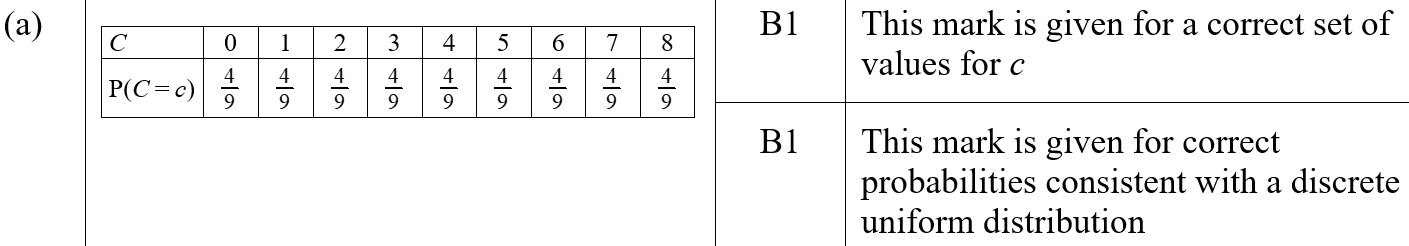 (a)
C 0 1 2 3 4 5 6 7 8
P(C = c) 4/9 4/9 4/9 4/9 4/9 4/9 4/9 4/9 4/9
B1 This mark is given for a correct set of
values for c
B1 This mark is given for correct
probabilities consistent with a discrete
uniform distribution